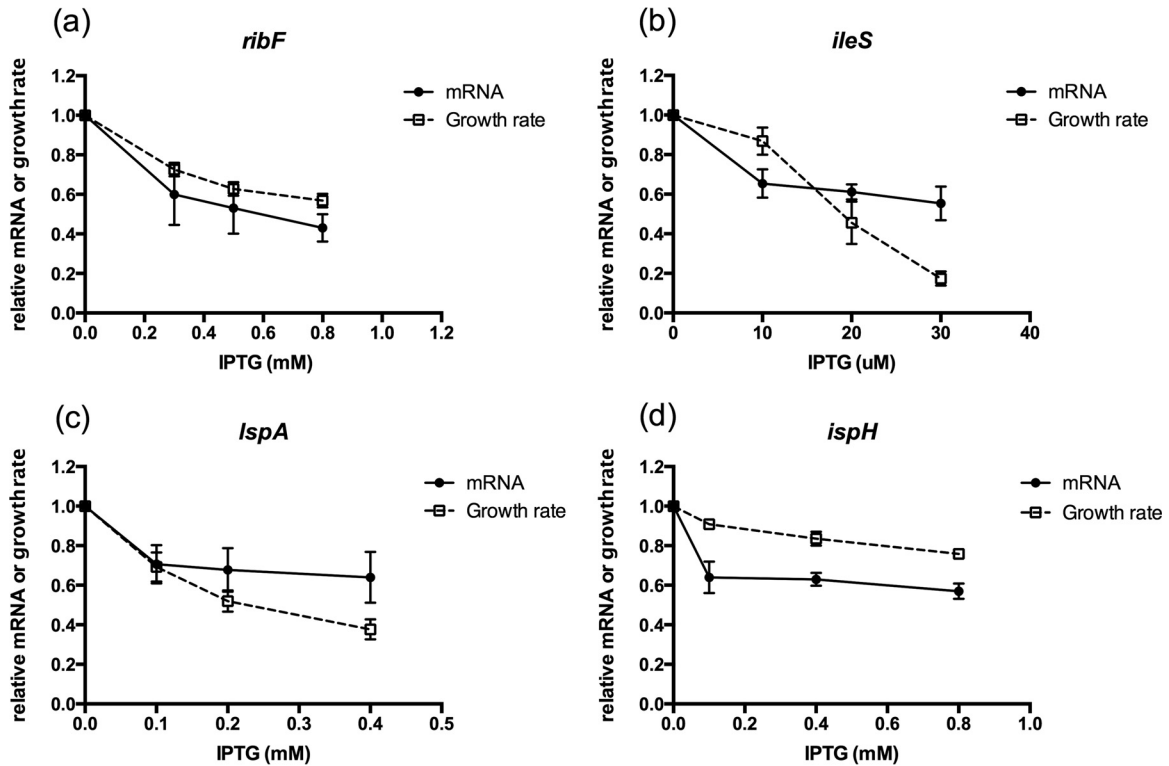 (a)
ribF
relative mRNA or growth rate
1.2
1.0
0.8
0.6
0.4
0.2
0.0
0.0 0.2 0.4 0.6 0.8 1.0 1.2
IPTG (mM)
mRNA
Growth rate
(b)
ileS
relative mRNA or growth rate
1.2
1.0
0.8
0.6
0.4
0.2
0.0
0 10 20 30 40
IPTG (uM)
mRNA
Growth rate
(c)
lspA
relative mRNA or growth rate
1.2
1.0
0.8
0.6
0.4
0.2
0.0
0.0 0.1 0.2 0.3 0.4 0.5
IPTG (mM)
mRNA
Growth rate
(d)
ispH
relative mRNA or growth rate
1.2
1.0
0.8
0.6
0.4
0.2
0.0
0.0 0.2 0.4 0.6 0.8 1.0
IPTG (mM)
mRNA
Growth rate